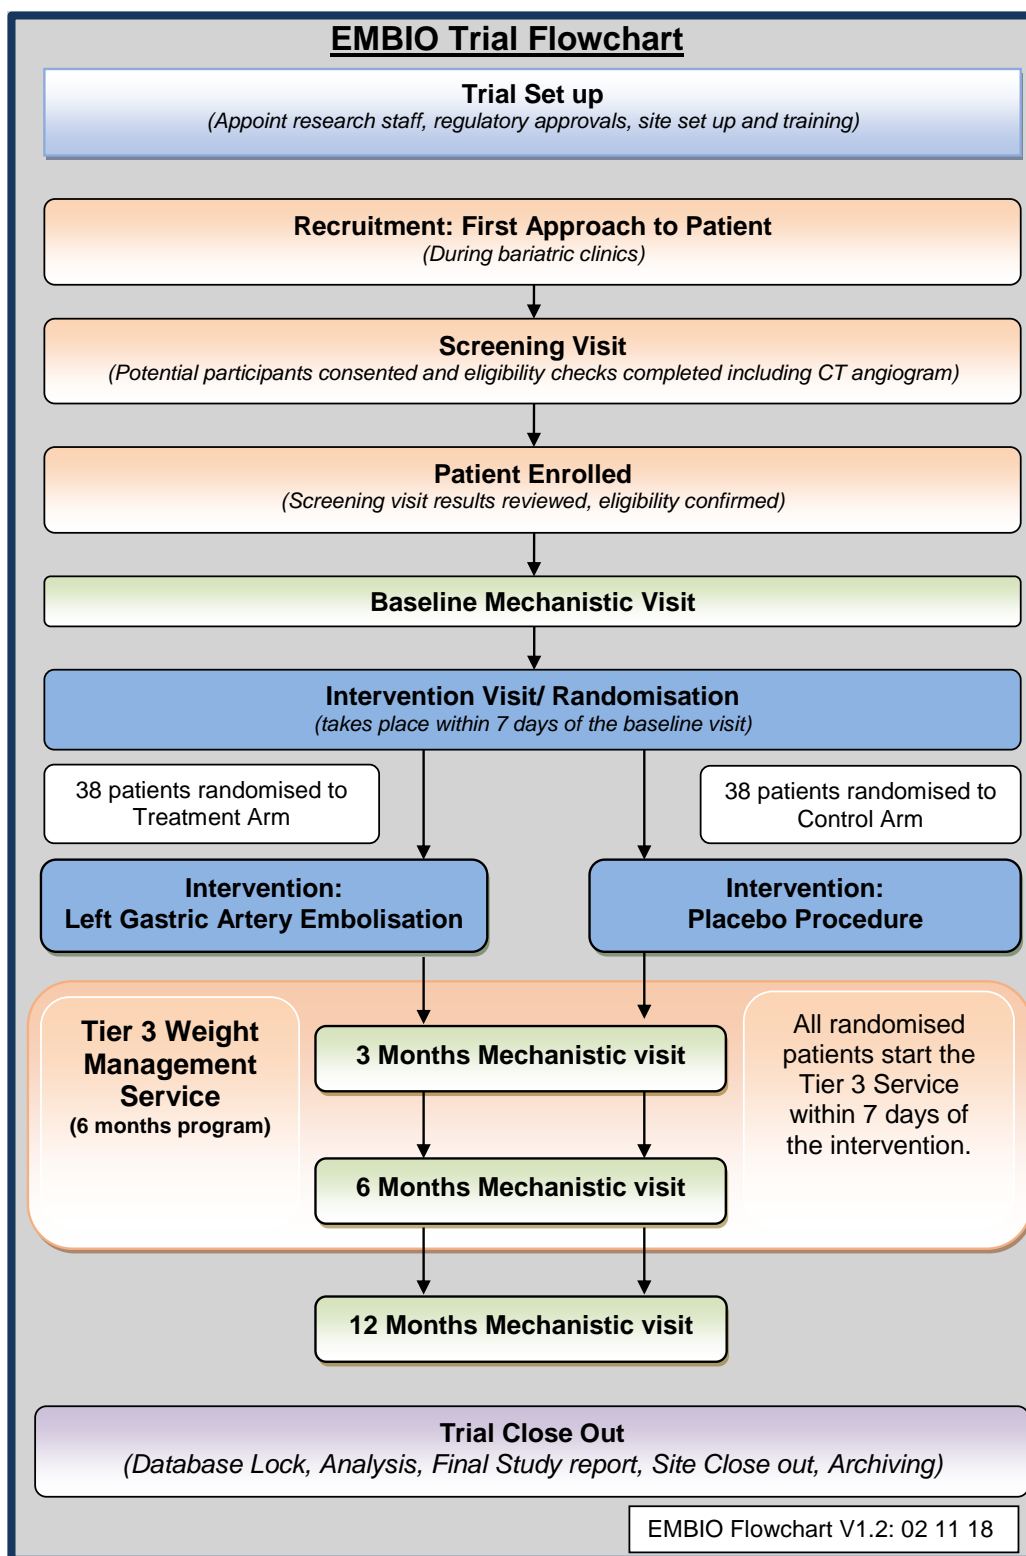 EMBIO Trial Flowchart
Trial Set up
(Appoint research staff, regulatory approvals, site set up and training)
Recruitment: First Approach to Patient
(During bariatric clinics)
Screening Visit
(Potential participants consented and eligibility checks completed including CT angiogram)
Patient Enrolled
(Screening visit results reviewed, eligibility confirmed)
Baseline Mechanistic Visit
Intervention Visit/ Randomisation
(takes place within 7 days of the baseline visit)
38 patients randomised to
Treatment Arm
38 patients randomised to
Control Arm
Intervention:
Left Gastric Artery Embolisation
Intervention:
Placebo Procedure
Tier 3 Weight
Management
Service
(6 months program)
3 Months Mechanistic visit
6 Months Mechanistic visit
All randomised
patients start the
Tier 3 Service
within 7 days of
the intervention.
12 Months Mechanistic visit
Trial Close Out
(Database Lock, Analysis, Final Study report, Site Close out, Archiving)
EMBIO Flowchart V1.2: 02 11 18